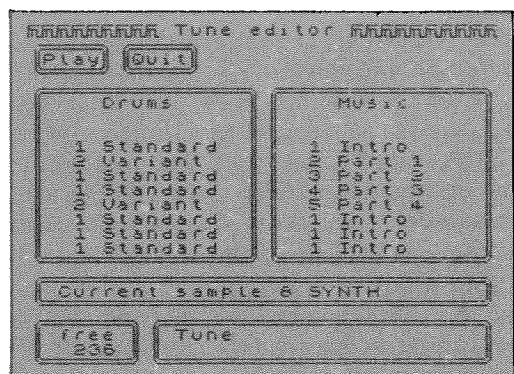 Tune editor
Play Quit
Drums
1 Standard
2 Variant
1 Standard
1 Standard
2 Variant
1 Standard
1 Standard
1 Standard
Music
1 Intro
2 Part 1
3 Part 2
4 Part 3
5 Part 4
1 Intro
1 Intro
1 Intro
Current sample 6 SYNTH
free
236
Tune